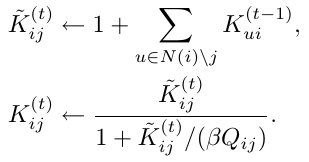 \tilde{K}_{ij}^{(t)} \leftarrow 1 + \sum_{u \in N(i) \setminus j} K_{ui}^{(t-1)},
K_{ij}^{(t)} \leftarrow \frac{\tilde{K}_{ij}^{(t)}}{1 + \tilde{K}_{ij}^{(t)} / (\beta Q_{ij})}.